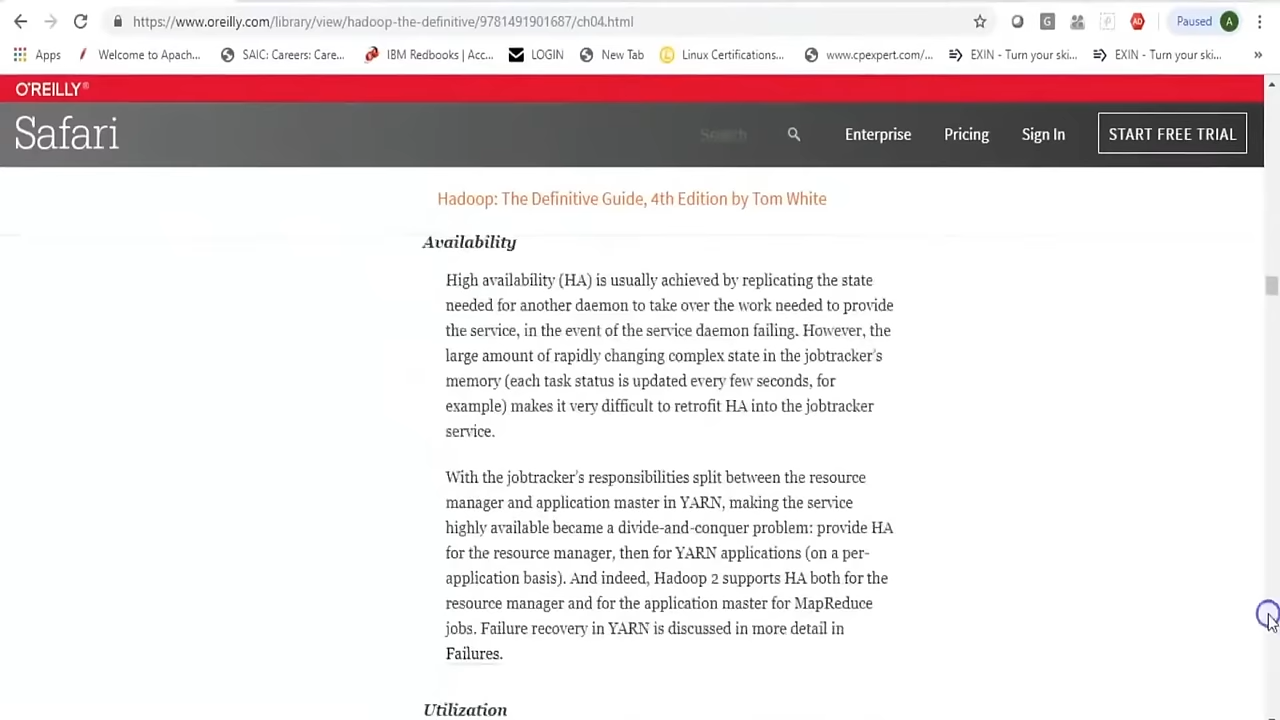 https://www.oreilly.com/library/view/hadoop-the-definitive/9781491901687/ch04.html
Paused A
Apps Welcome to Apach... SAIC: Careers: Care... IBM Redbooks | Acc... LOGIN New Tab Linux Certifications... www.cpexpert.com/... EXIN - Turn your ski... EXIN - Turn your ski... »
O'REILLY®
Safari Search Enterprise Pricing Sign In START FREE TRIAL
Hadoop: The Definitive Guide, 4th Edition by Tom White
Availability
High availability (HA) is usually achieved by replicating the state
needed for another daemon to take over the work needed to provide
the service, in the event of the service daemon failing. However, the
large amount of rapidly changing complex state in the jobtracker's
memory (each task status is updated every few seconds, for
example) makes it very difficult to retrofit HA into the jobtracker
service.
With the jobtracker's responsibilities split between the resource
manager and application master in YARN, making the service
highly available became a divide-and-conquer problem: provide HA
for the resource manager, then for YARN applications (on a per-
application basis). And indeed, Hadoop 2 supports HA both for the
resource manager and for the application master for MapReduce
jobs. Failure recovery in YARN is discussed in more detail in
Failures.
Utilization